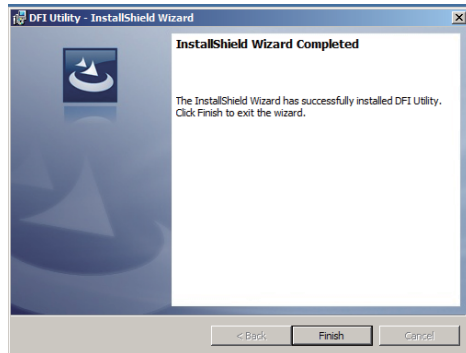 DFI Utility - InstallShield Wizard
InstallShield Wizard Completed
The InstallShield Wizard has successfully installed DFI Utility.
Click Finish to exit the wizard.
< Back
Finish
Cancel